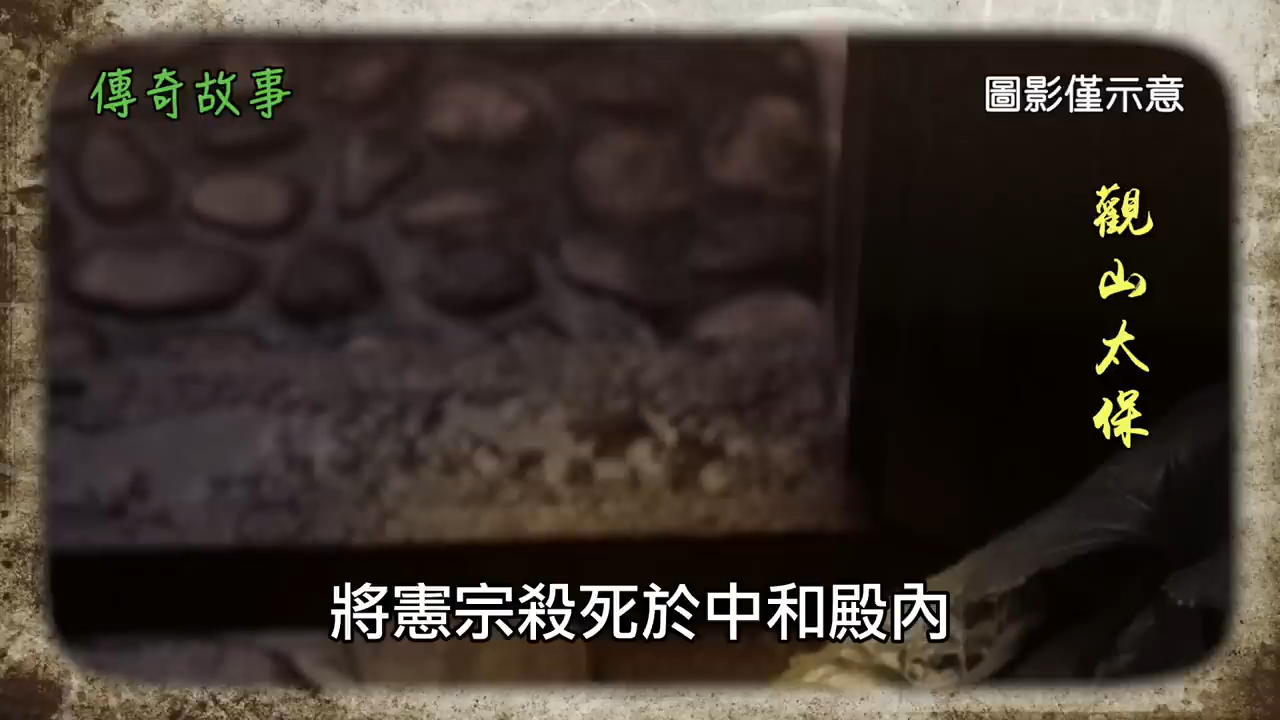 傳奇故事
圖影僅示意
觀山太保
將憲宗殺死於中和殿內